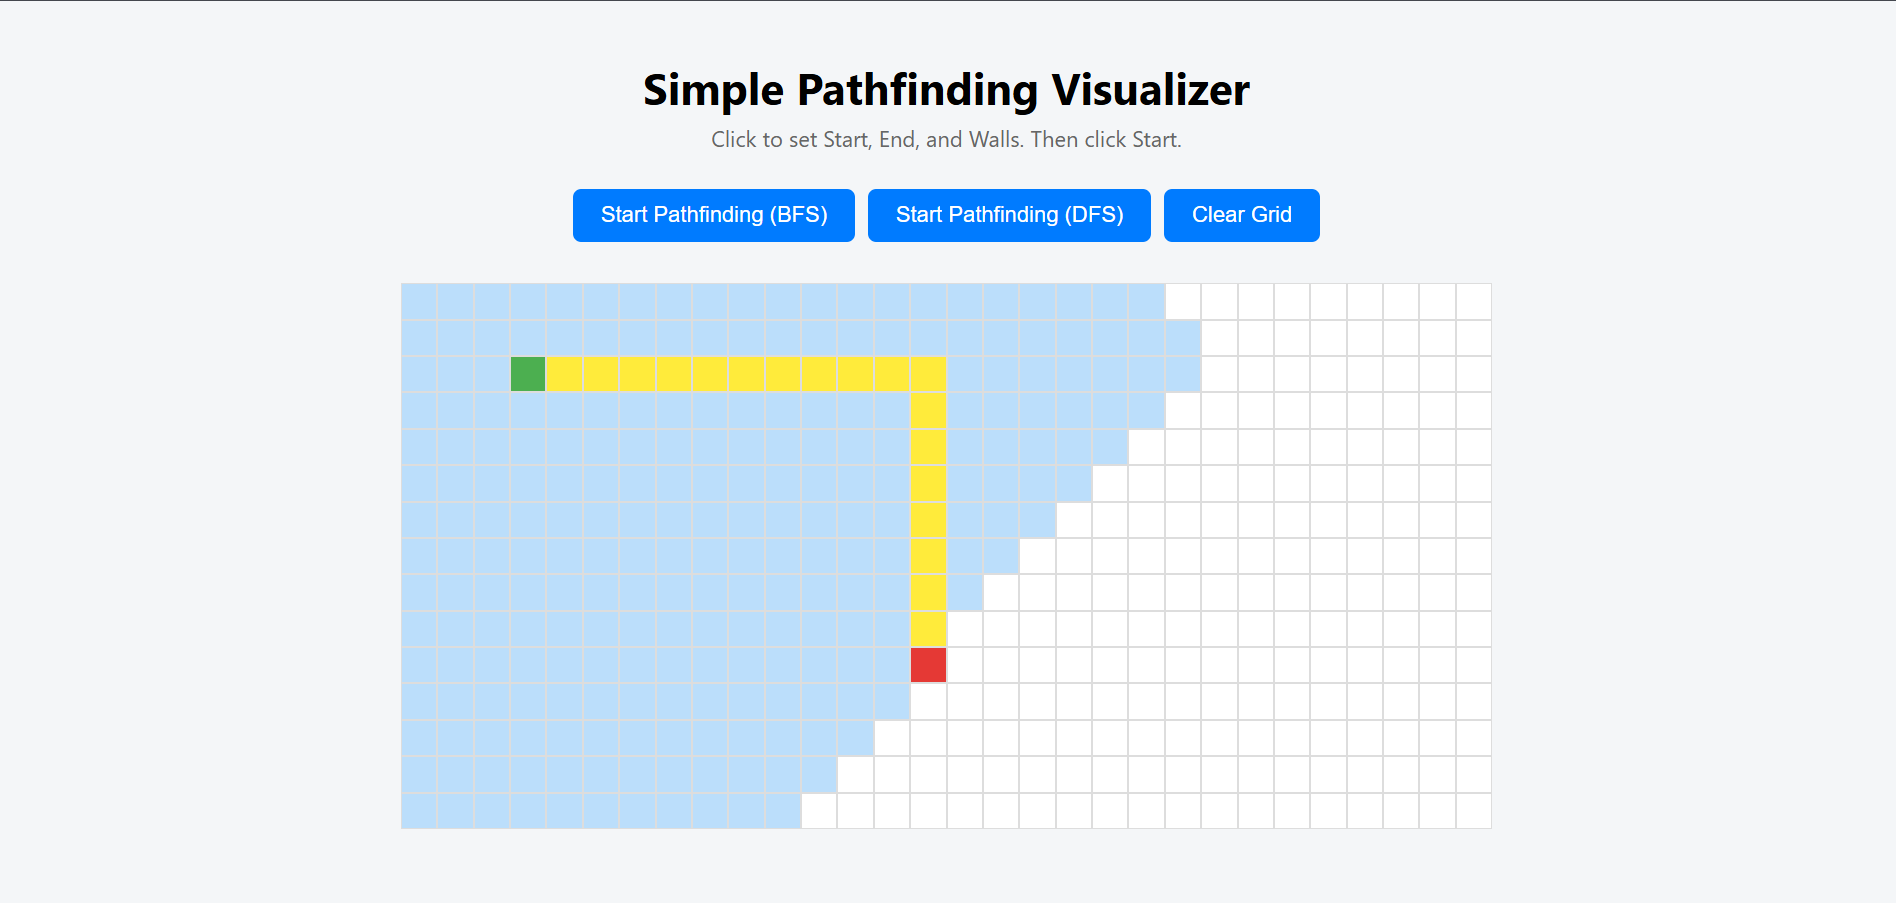 Simple Pathfinding Visualizer
Click to set Start, End, and Walls. Then click Start.
Start Pathfinding (BFS)
Start Pathfinding (DFS)
Clear Grid